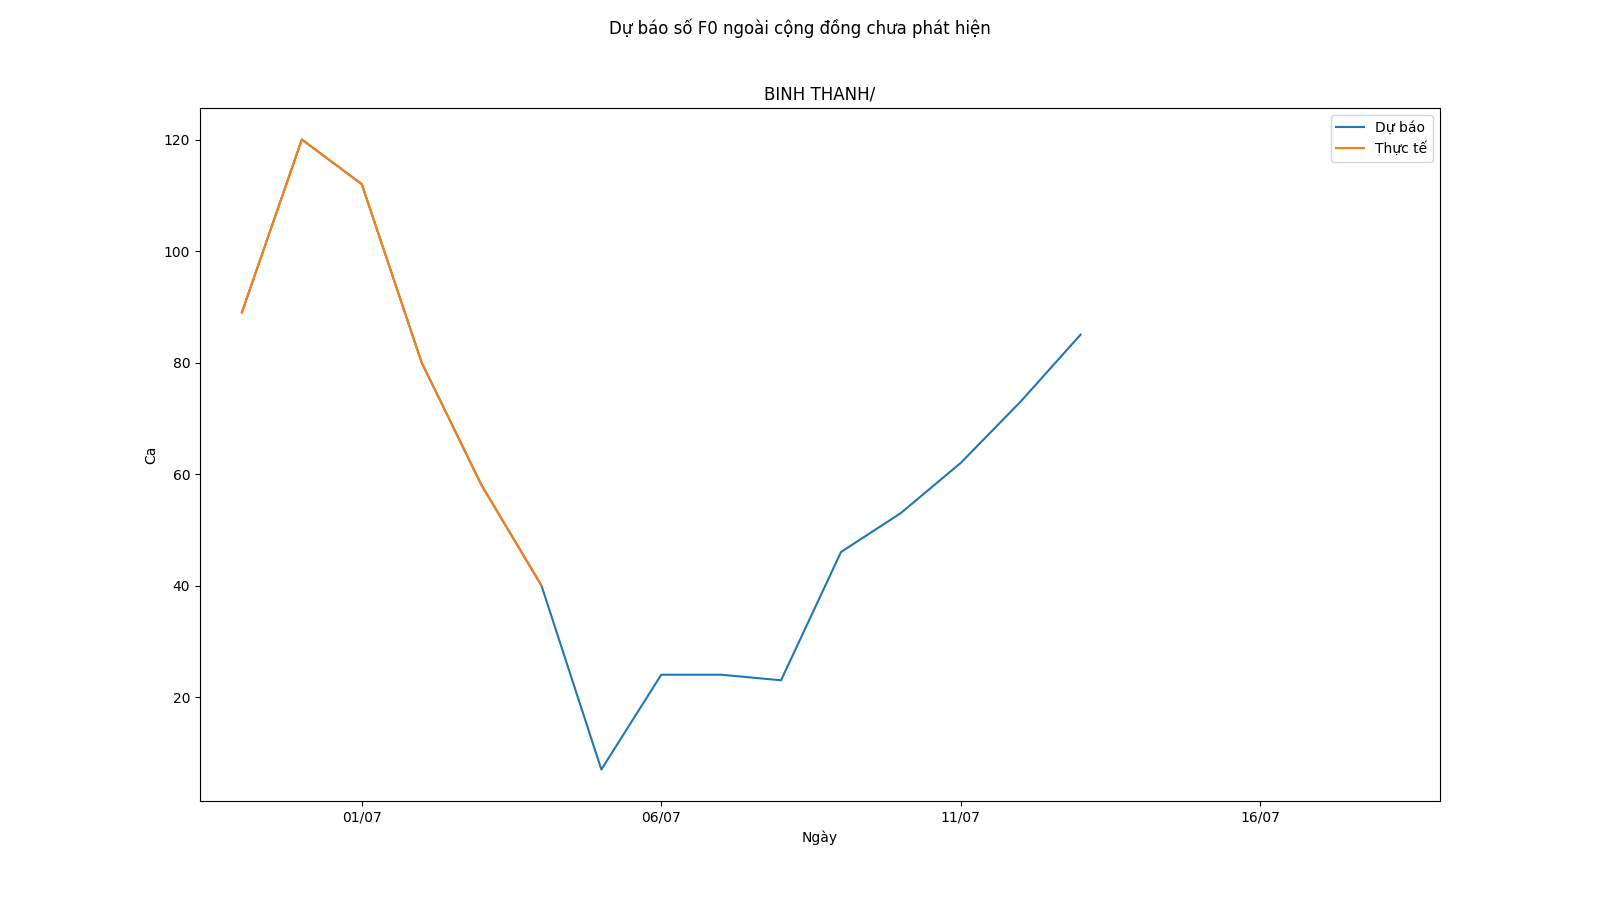 Dự báo số F0 ngoài cộng đồng chưa phát hiện
BINH THANH/
Dự báo
Thực tế
120
100
80
60
40
20
Ca
01/07
06/07
11/07
16/07
Ngày